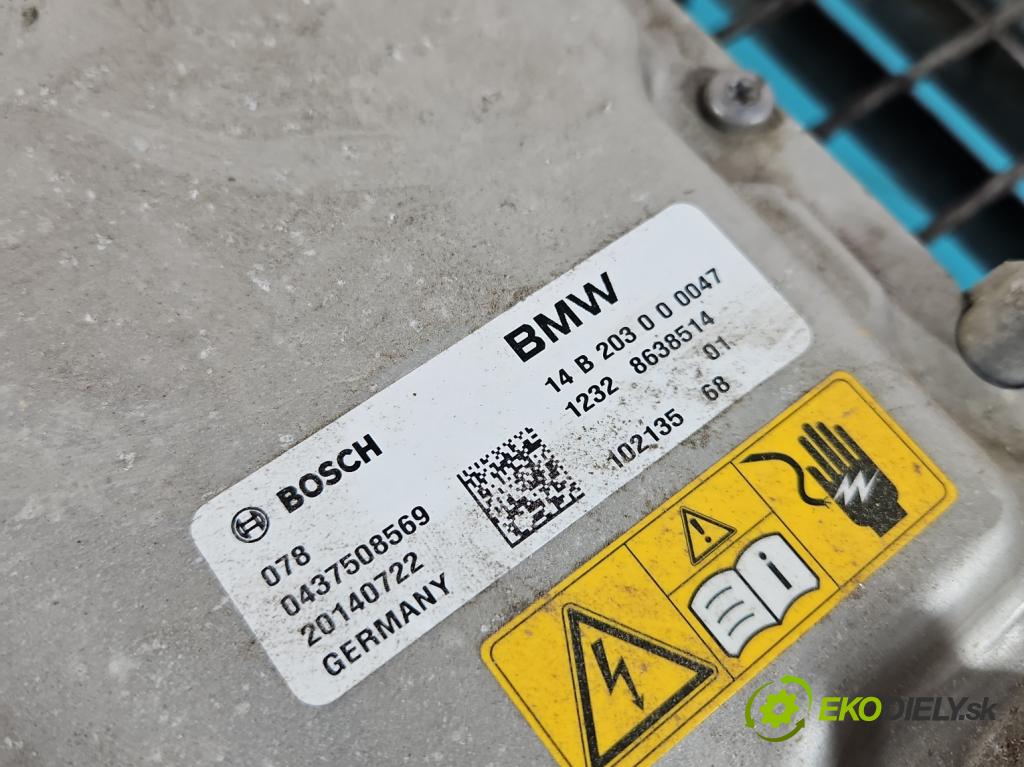 BMW
14 B 203 0 0 0047
1232 8638514
01
102135 68
BOSCH
078
0437508569
20140722
GERMANY
i
EKODIELY.sk